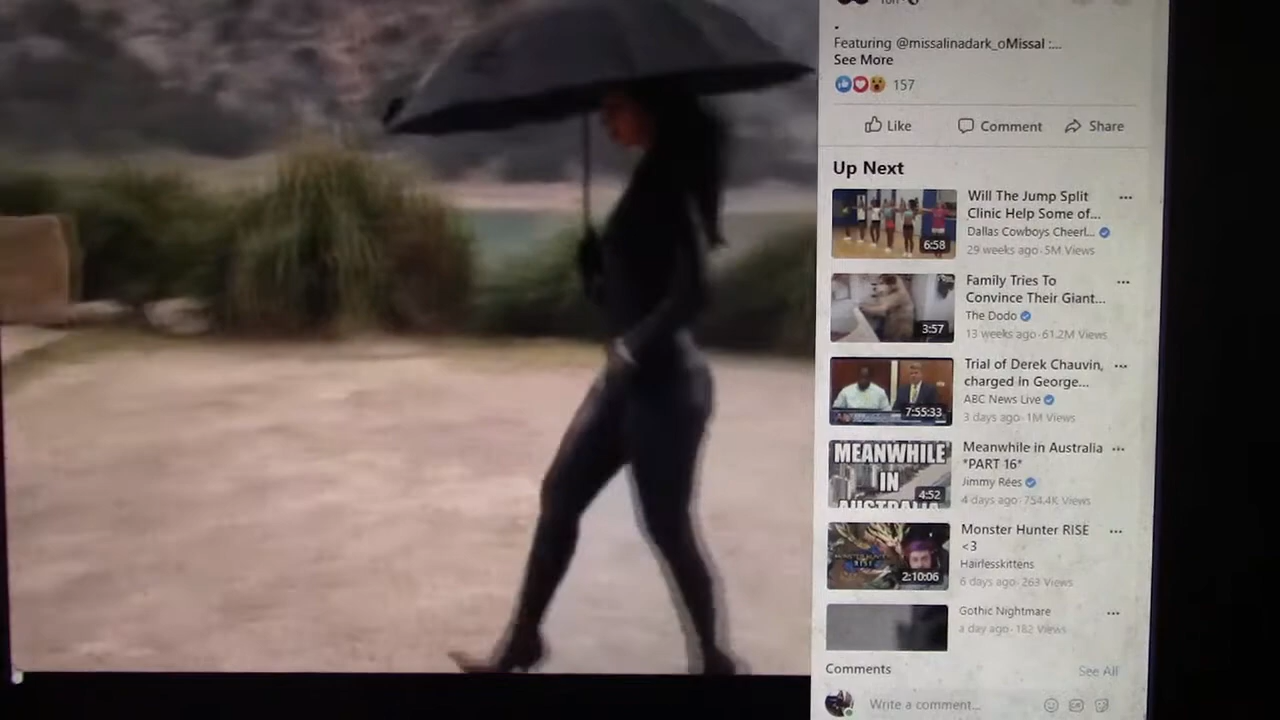 .
Featuring @missalinadark_oMissal :...
See More
157
Like Comment Share
Up Next
6:58
Will The Jump Split
Clinic Help Some of...
Dallas Cowboys Cheerl...
29 weeks ago · 5M Views
3:57
Family Tries To
Convince Their Giant...
The Dodo
13 weeks ago · 61.2M Views
7:55:33
Trial of Derek Chauvin,
charged in George...
ABC News Live
3 days ago · 1M Views
MEANWHILE
IN
AUSTRALIA
4:52
Meanwhile in Australia
*PART 16*
Jimmy Rees
4 days ago · 754.4K Views
2:10:06
Monster Hunter RISE
<3
Hairlesskittens
6 days ago · 263 Views
Gothic Nightmare
a day ago · 182 Views
Comments See All
Write a comment...